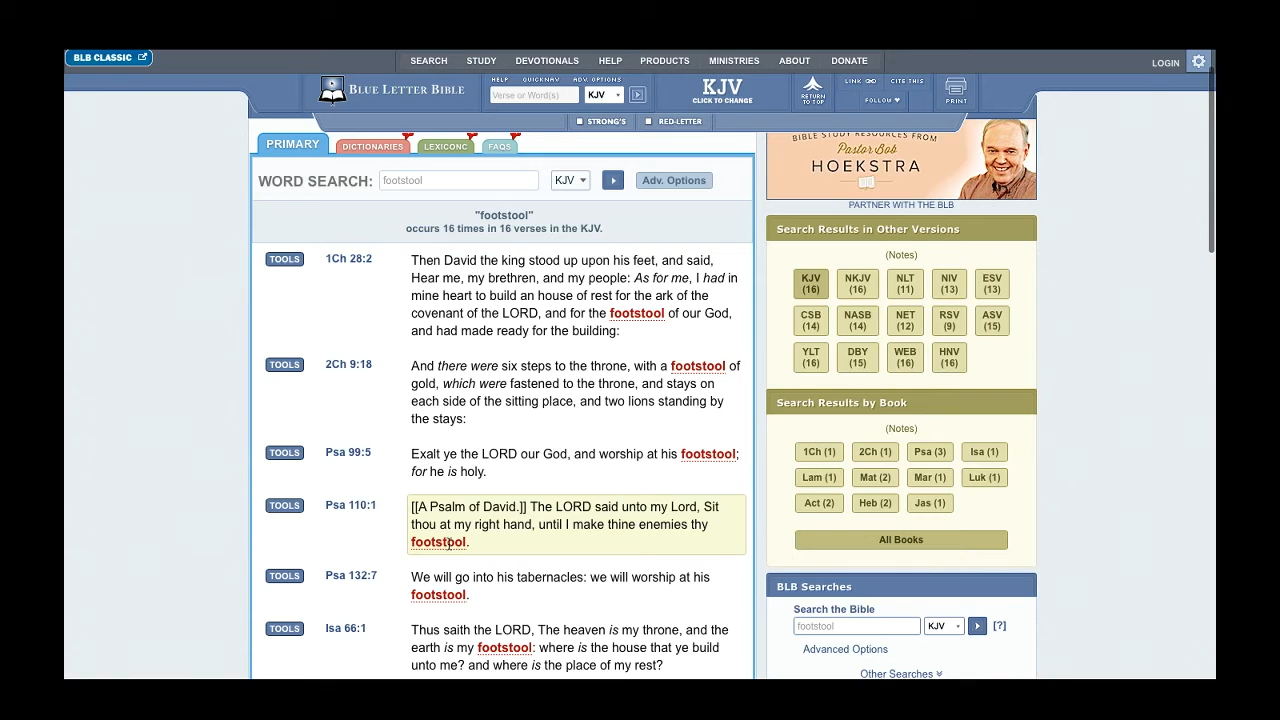 BLB CLASSIC
SEARCH STUDY DEVOTIONALS HELP PRODUCTS MINISTRIES ABOUT DONATE
LOGIN
BLUE LETTER BIBLE
HELP QUICKNAV ADV. OPTIONS
Verse or Word(s) KJV
KJV
CLICK TO CHANGE
RETURN
TO TOP
LINK CITE THIS
FOLLOW
PRINT
STRONG'S RED-LETTER
PRIMARY DICTIONARIES LEXICONC FAQS
WORD SEARCH: footstool KJV Adv. Options
"footstool"
occurs 16 times in 16 verses in the KJV.
TOOLS 1Ch 28:2 Then David the king stood up upon his feet, and said,
Hear me, my brethren, and my people: As for me, I had in
mine heart to build an house of rest for the ark of the
covenant of the LORD, and for the footstool of our God,
and had made ready for the building:
TOOLS 2Ch 9:18 And there were six steps to the throne, with a footstool of
gold, which were fastened to the throne, and stays on
each side of the sitting place, and two lions standing by
the stays:
TOOLS Psa 99:5 Exalt ye the LORD our God, and worship at his footstool;
for he is holy.
TOOLS Psa 110:1 [[A Psalm of David.]] The LORD said unto my Lord, Sit
thou at my right hand, until I make thine enemies thy
footstool.
TOOLS Psa 132:7 We will go into his tabernacles: we will worship at his
footstool.
TOOLS Isa 66:1 Thus saith the LORD, The heaven is my throne, and the
earth is my footstool: where is the house that ye build
unto me? and where is the place of my rest?
BIBLE STUDY RESOURCES FROM
Pastor Bob
HOEKSTRA
PARTNER WITH THE BLB
Search Results in Other Versions
(Notes)
KJV NKJV NLT NIV ESV
(16) (16) (11) (13) (13)
CSB NASB NET RSV ASV
(14) (14) (12) (9) (15)
YLT DBY WEB HNV
(16) (15) (16) (16)
Search Results by Book
(Notes)
1Ch (1) 2Ch (1) Psa (3) Isa (1)
Lam (1) Mat (2) Mar (1) Luk (1)
Act (2) Heb (2) Jas (1)
All Books
BLB Searches
Search the Bible
footstool KJV [?]
Advanced Options
Other Searches